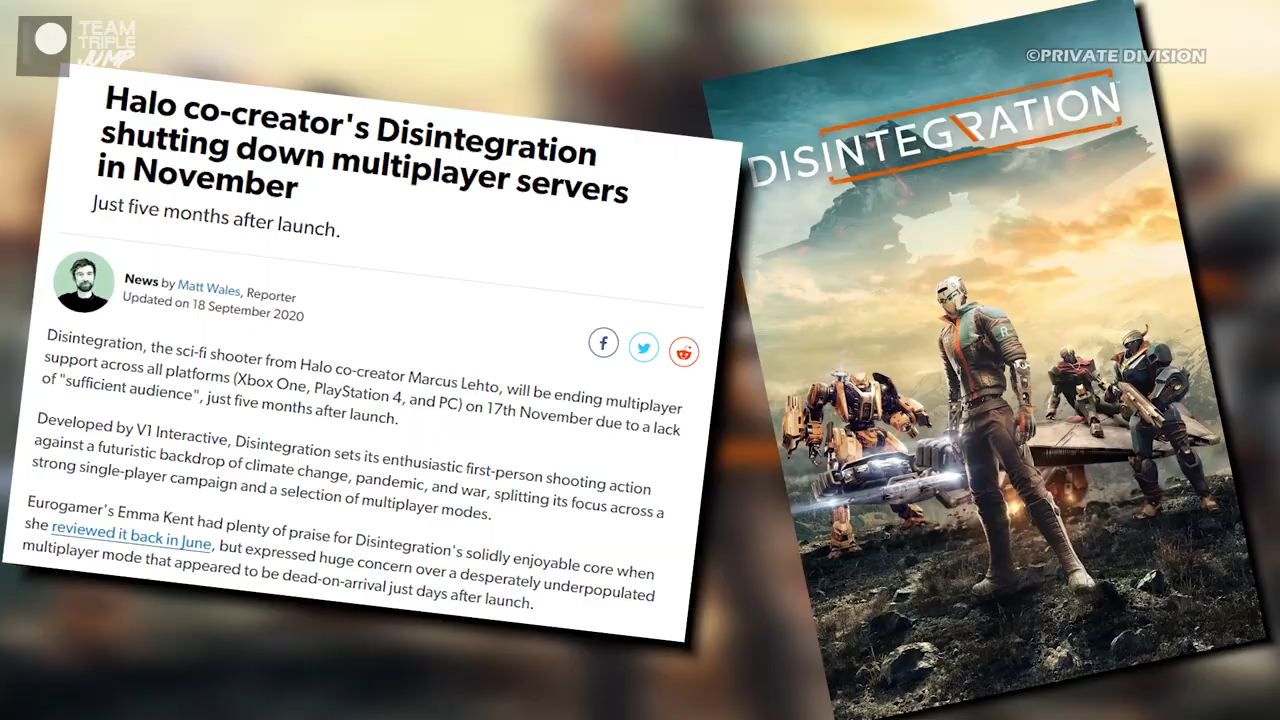 TEAM
TRIPLE
JUMP
©PRIVATE DIVISION
Halo co-creator's Disintegration
shutting down multiplayer servers
in November
Just five months after launch.
News by Matt Wales, Reporter
Updated on 18 September 2020
Disintegration, the sci-fi shooter from Halo co-creator Marcus Lehto, will be ending multiplayer
support across all platforms (Xbox One, PlayStation 4, and PC) on 17th November due to a lack
of "sufficient audience", just five months after launch.
Developed by V1 Interactive, Disintegration sets its enthusiastic first-person shooting action
against a futuristic backdrop of climate change, pandemic, and war, splitting its focus across a
strong single-player campaign and a selection of multiplayer modes.
Eurogamer's Emma Kent had plenty of praise for Disintegration's solidly enjoyable core when
she reviewed it back in June, but expressed huge concern over a desperately underpopulated
multiplayer mode that appeared to be dead-on-arrival just days after launch.
DISINTEGRATION